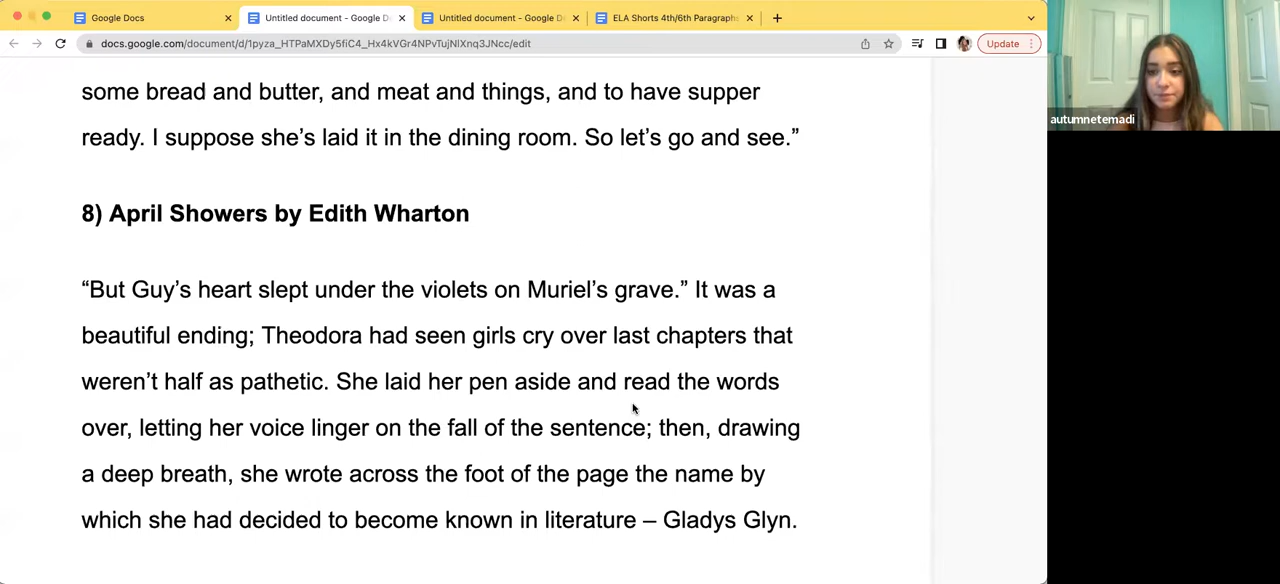 Google Docs
Untitled document - Google D
Untitled document - Google D
ELA Shorts 4th/6th Paragraphs
docs.google.com/document/d/1pyza_HTPaMXDy5fiC4_Hx4kVGr4NPvTujNlXnq3JNcc/edit
Update
autumnetemadi
some bread and butter, and meat and things, and to have supper
ready. I suppose she’s laid it in the dining room. So let’s go and see.”
8) April Showers by Edith Wharton
“But Guy’s heart slept under the violets on Muriel’s grave.” It was a
beautiful ending; Theodora had seen girls cry over last chapters that
weren’t half as pathetic. She laid her pen aside and read the words
over, letting her voice linger on the fall of the sentence; then, drawing
a deep breath, she wrote across the foot of the page the name by
which she had decided to become known in literature – Gladys Glyn.